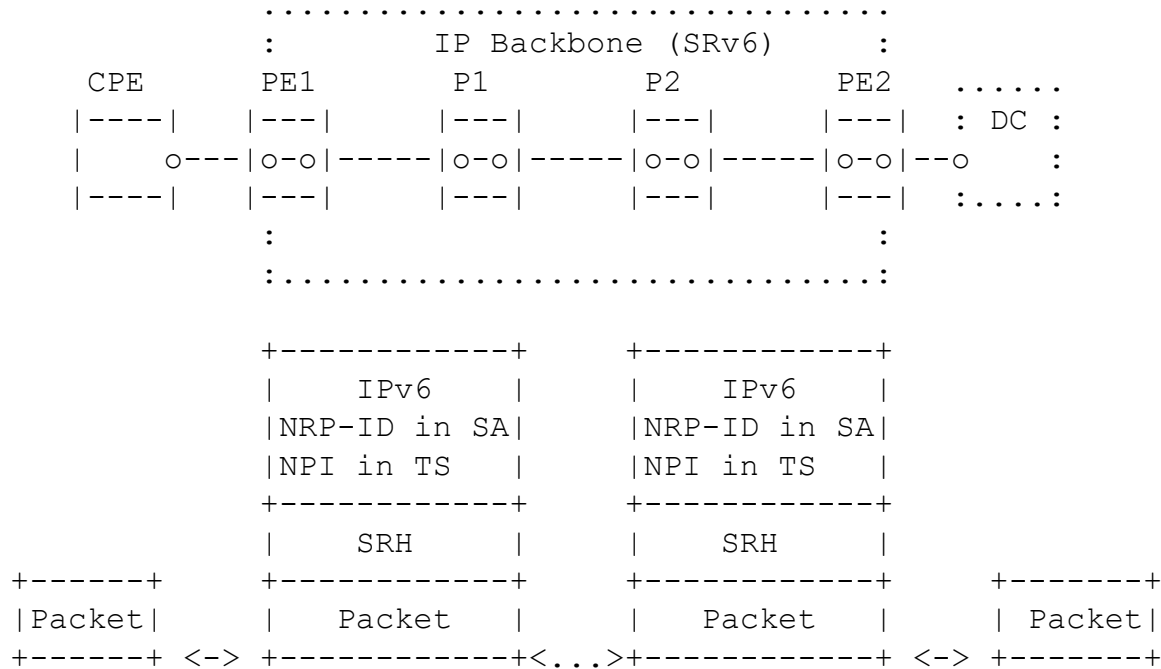 IP Backbone (SRv6)
CPE PE1 P1 P2 PE2
DC
IPv6 IPv6
NRP-ID in SA NRP-ID in SA
NPI in TS NPI in TS
SRH SRH
Packet Packet Packet Packet